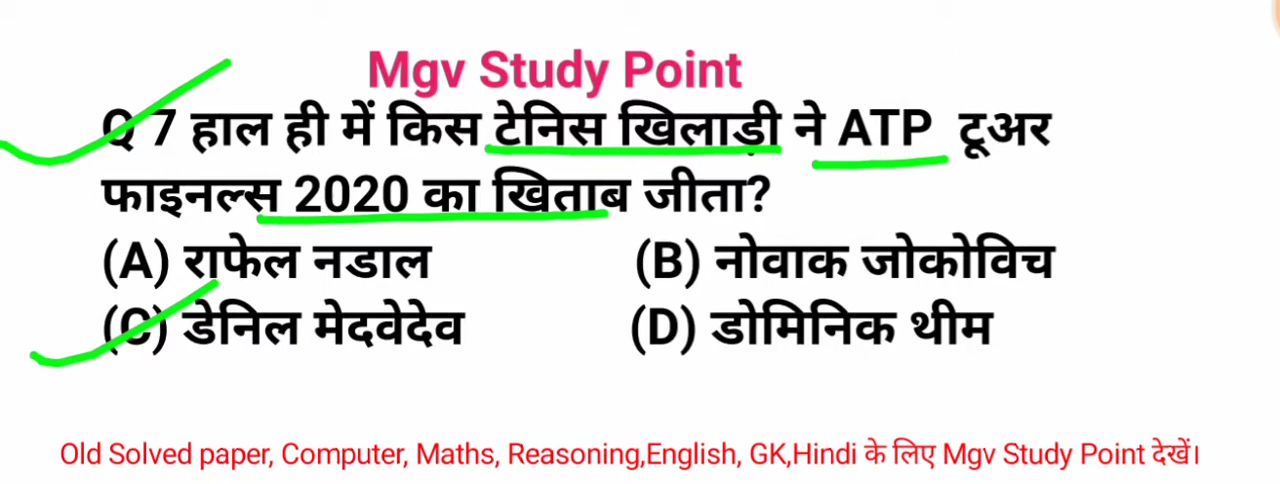 Mgv Study Point
Q 7 हाल ही में किस टेनिस खिलाड़ी ने ATP टूअर
फाइनल्स 2020 का खिताब जीता?
(A) राफेल नडाल (B) नोवाक जोकोविच
(C) डेनिल मेदवेदेव (D) डोमिनिक थीम
Old Solved paper, Computer, Maths, Reasoning,English, GK,Hindi के लिए Mgv Study Point देखें।